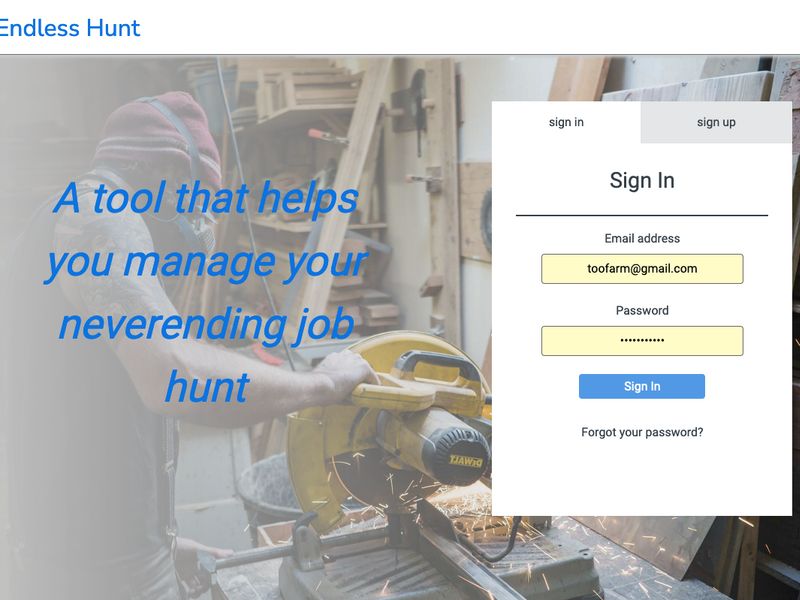 Endless Hunt
sign in
sign up
A tool that helps
you manage your
neverending job
hunt
Sign In
Email address
toofarm@gmail.com
Password
•••••••••••
Sign In
Forgot your password?
DEWALT